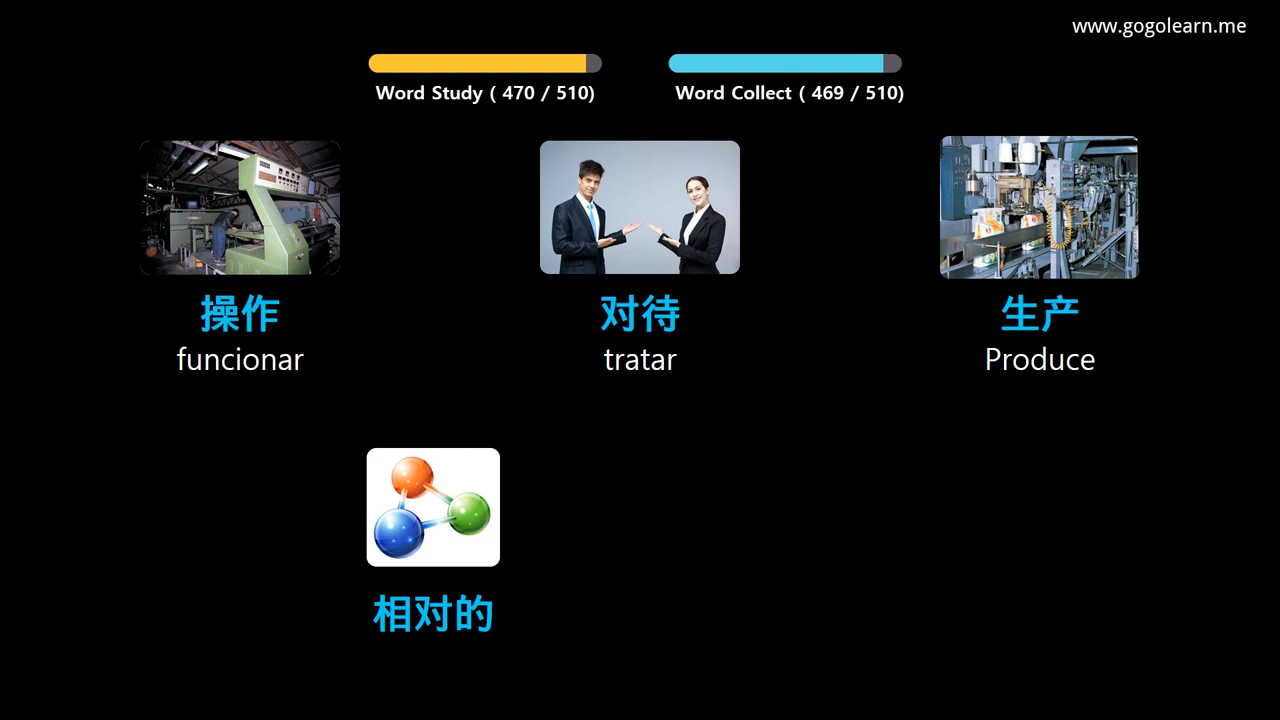 www.gogolearn.me
Word Study ( 470 / 510)
Word Collect ( 469 / 510)
操作
funcionar
对待
tratar
生产
Produce
相对的